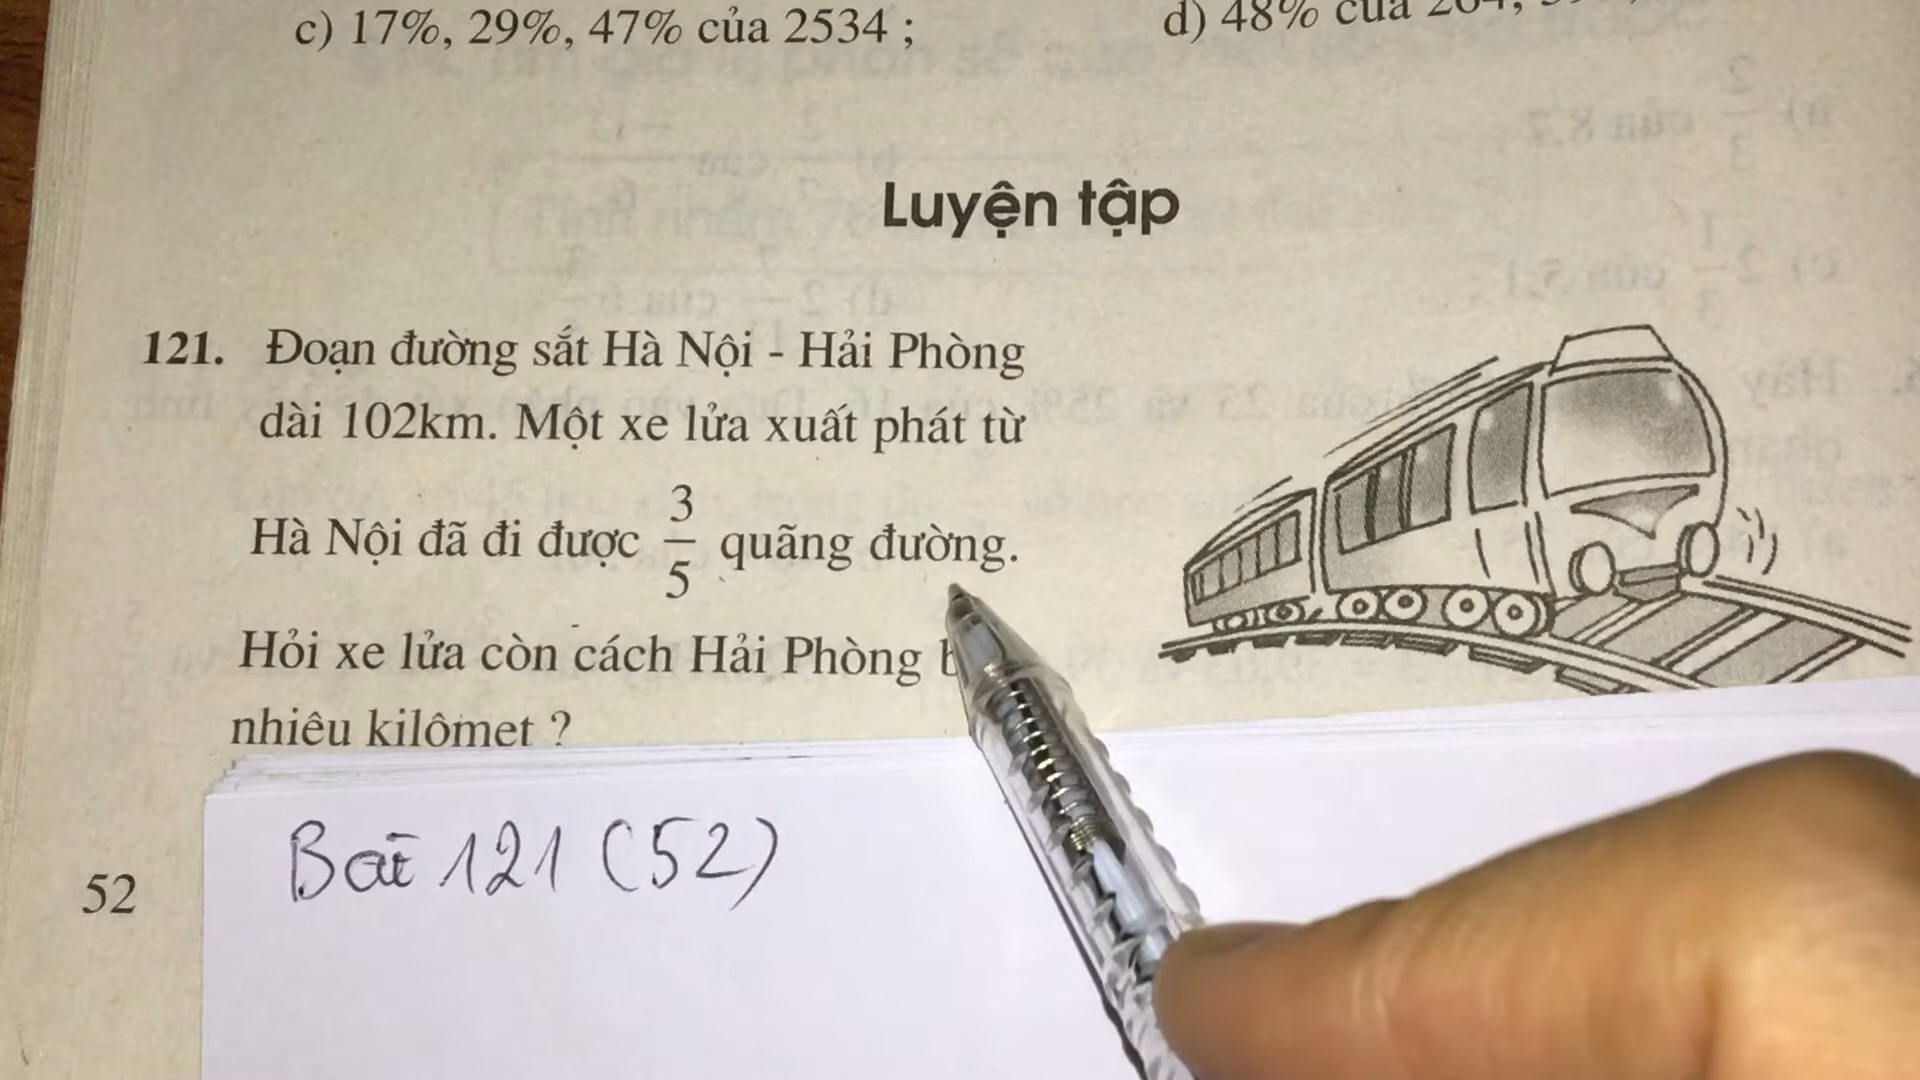 c) 17%, 29%, 47% của 2534 ;
d) 48% của
Luyện tập
121. Đoạn đường sắt Hà Nội - Hải Phòng
dài 102km. Một xe lửa xuất phát từ
Hà Nội đã đi được 3/5 quãng đường.
Hỏi xe lửa còn cách Hải Phòng
nhiêu kilômet ?
Bài 121 (52)
52